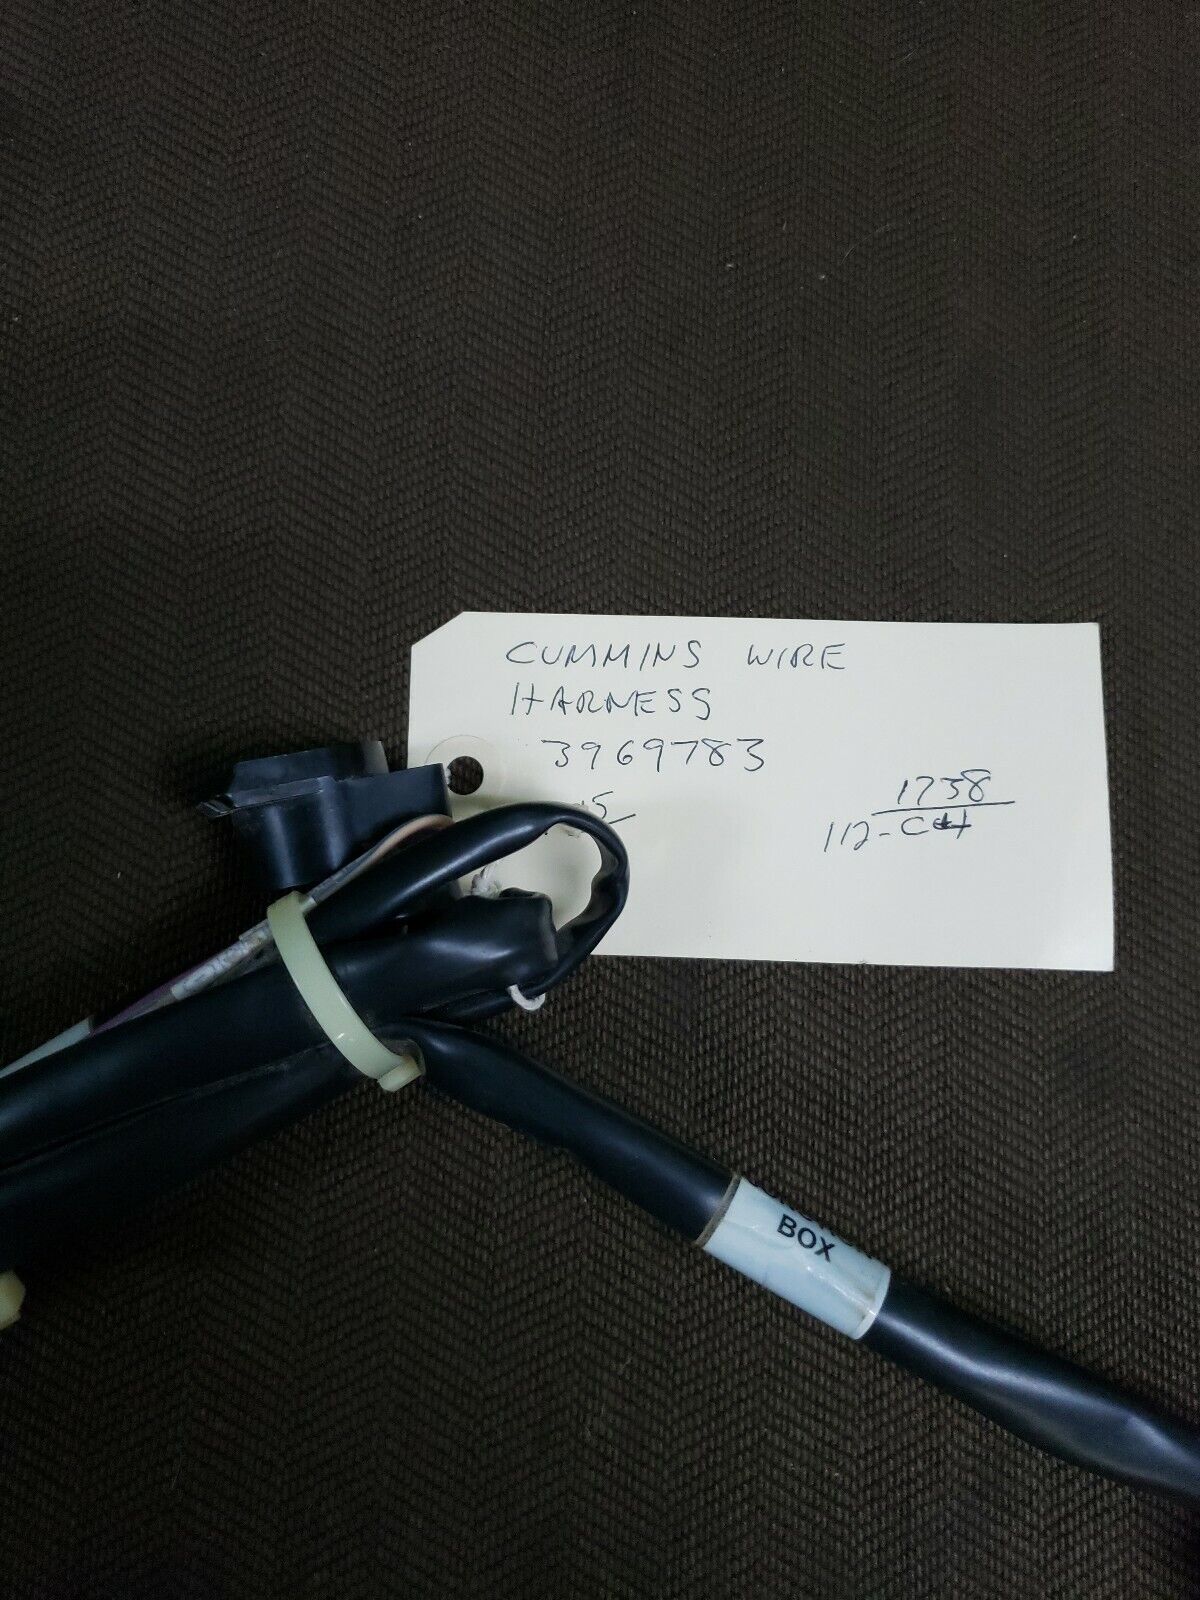 CUMMINS WIRE
HARNESS
3969783
1738
112-C4
BOX